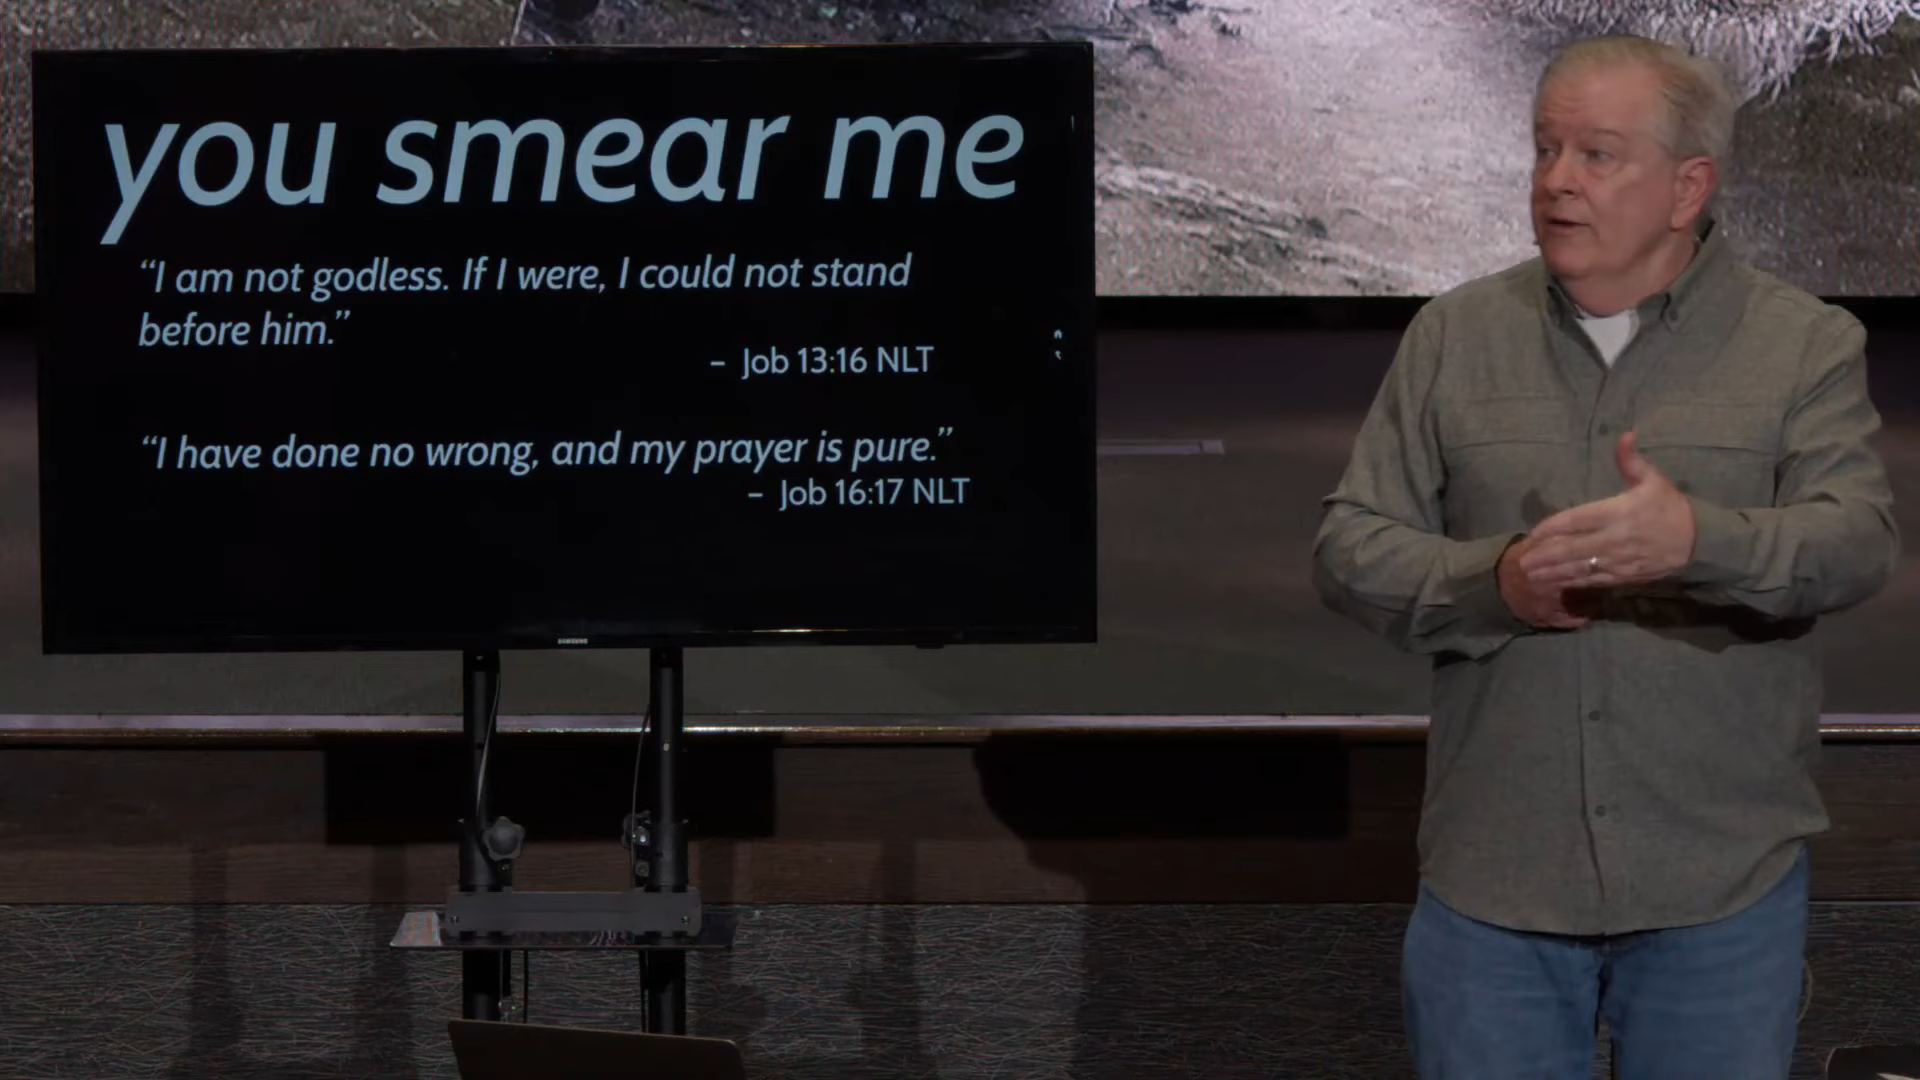 you smear me
“I am not godless. If I were, I could not stand
before him.”
– Job 13:16 NLT
“I have done no wrong, and my prayer is pure.”
– Job 16:17 NLT
SAMSUNG